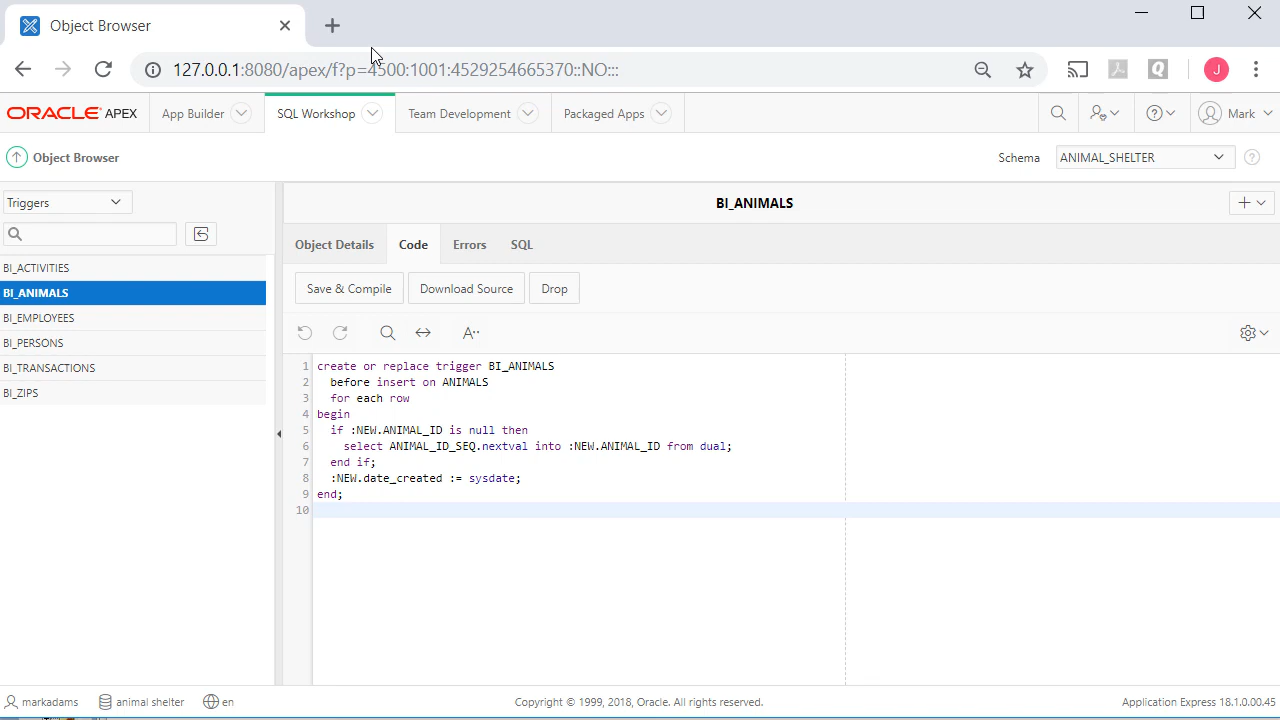 Object Browser
127.0.0.1:8080/apex/f?p=4500:1001:4529254665370::NO:::
J
ORACLE APEX
App Builder
SQL Workshop
Team Development
Packaged Apps
Mark
Object Browser
Schema
ANIMAL_SHELTER
Triggers
BI_ANIMALS
Object Details
Code
Errors
SQL
BI_ACTIVITIES
BI_ANIMALS
BI_EMPLOYEES
BI_PERSONS
BI_TRANSACTIONS
BI_ZIPS
Save & Compile
Download Source
Drop
A··
1 create or replace trigger BI_ANIMALS
2 before insert on ANIMALS
3 for each row
4 begin
5 if :NEW.ANIMAL_ID is null then
6 select ANIMAL_ID_SEQ.nextval into :NEW.ANIMAL_ID from dual;
7 end if;
8 :NEW.date_created := sysdate;
9 end;
10
markadams
animal shelter
en
Copyright © 1999, 2018, Oracle. All rights reserved.
Application Express 18.1.0.00.45